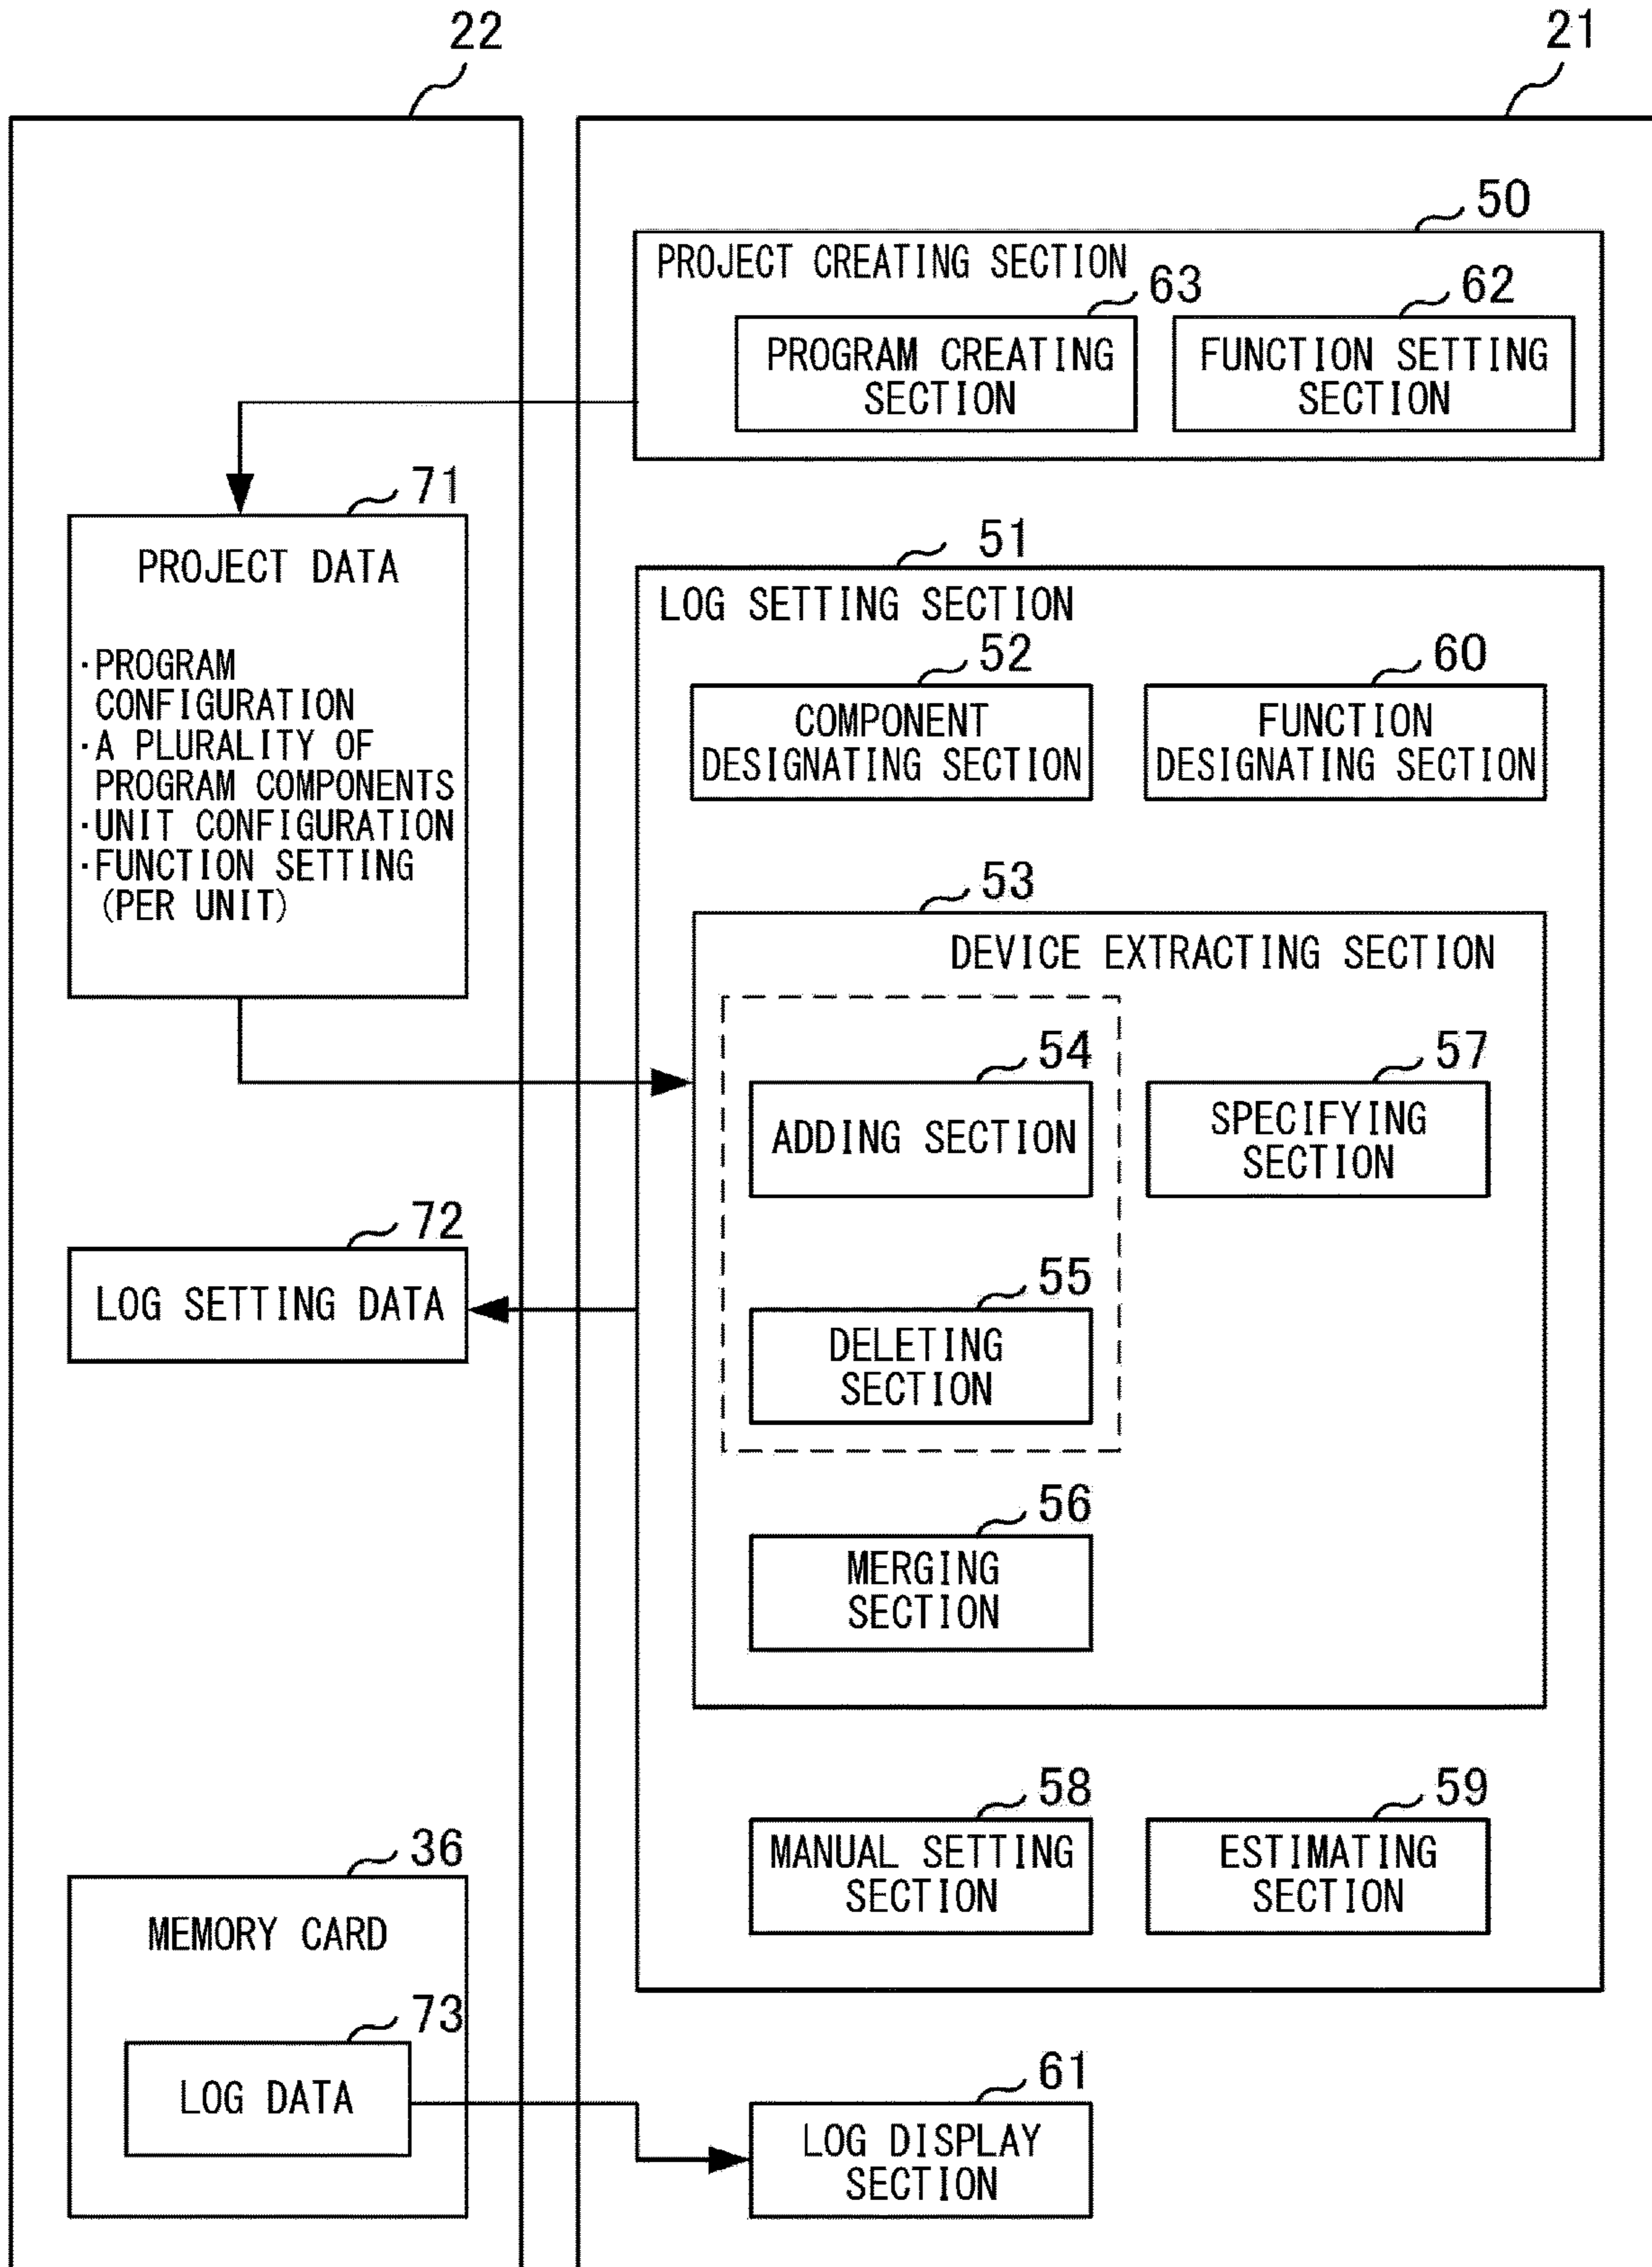 22
21
50
PROJECT CREATING SECTION
63
62
PROGRAM CREATING
SECTION
FUNCTION SETTING
SECTION
71
PROJECT DATA
·PROGRAM
CONFIGURATION
·A PLURALITY OF
PROGRAM COMPONENTS
·UNIT CONFIGURATION
·FUNCTION SETTING
(PER UNIT)
51
LOG SETTING SECTION
52
60
COMPONENT
DESIGNATING SECTION
FUNCTION
DESIGNATING SECTION
53
DEVICE EXTRACTING SECTION
54
57
ADDING SECTION
SPECIFYING
SECTION
72
LOG SETTING DATA
55
DELETING
SECTION
56
MERGING
SECTION
58
59
MANUAL SETTING
SECTION
ESTIMATING
SECTION
36
MEMORY CARD
73
LOG DATA
61
LOG DISPLAY
SECTION